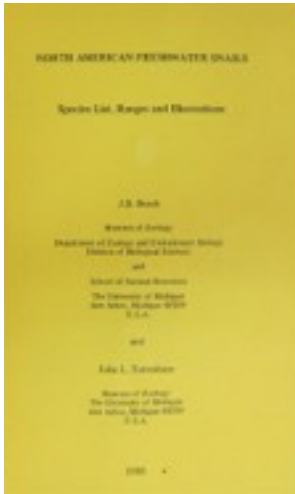 NORTH AMERICAN FRESHWATER SNAILS
Species List, Ranges and Illustrations
J.B. Burch
Museum of Zoology
Department of Ecology and Evolutionary Biology
Division of Biological Sciences
and
School of Natural Resources
The University of Michigan
Ann Arbor, Michigan
U.S.A.
and
L. Tottenham
Museum of Zoology
The University of Michigan
Ann Arbor, Michigan
U.S.A.